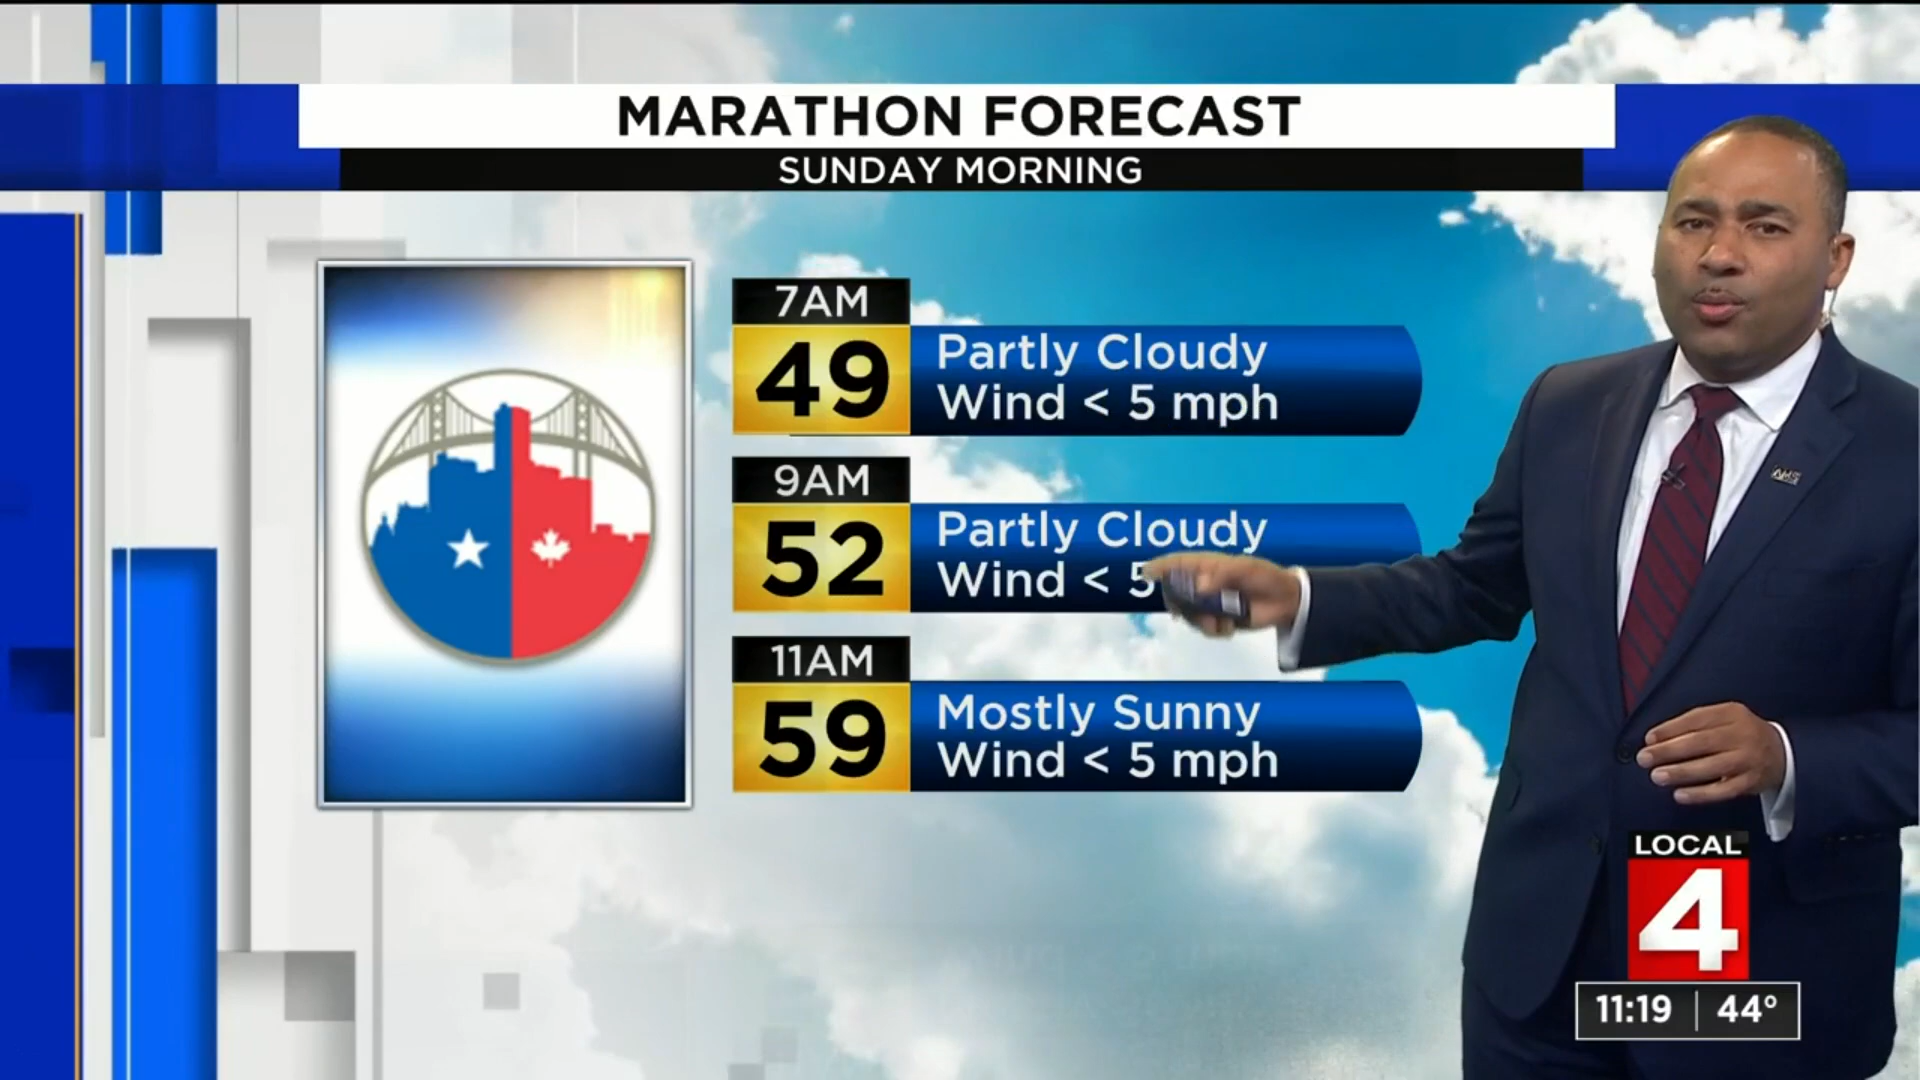 MARATHON FORECAST
SUNDAY MORNING
7AM
49
Partly Cloudy
Wind < 5 mph
9AM
52
Partly Cloudy
Wind < 5
11AM
59
Mostly Sunny
Wind < 5 mph
AMS
LOCAL
4
11:19 44°